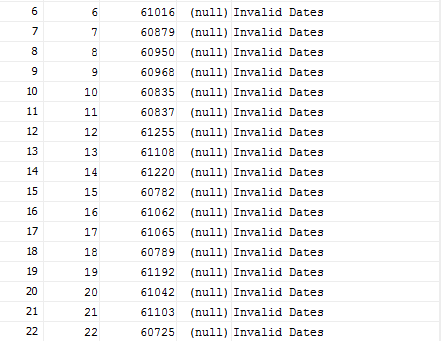 6 6 61016 (null) Invalid Dates
7 7 60879 (null) Invalid Dates
8 8 60950 (null) Invalid Dates
9 9 60968 (null) Invalid Dates
10 10 60835 (null) Invalid Dates
11 11 60837 (null) Invalid Dates
12 12 61255 (null) Invalid Dates
13 13 61108 (null) Invalid Dates
14 14 61220 (null) Invalid Dates
15 15 60782 (null) Invalid Dates
16 16 61062 (null) Invalid Dates
17 17 61065 (null) Invalid Dates
18 18 60789 (null) Invalid Dates
19 19 61192 (null) Invalid Dates
20 20 61042 (null) Invalid Dates
21 21 61103 (null) Invalid Dates
22 22 60725 (null) Invalid Dates